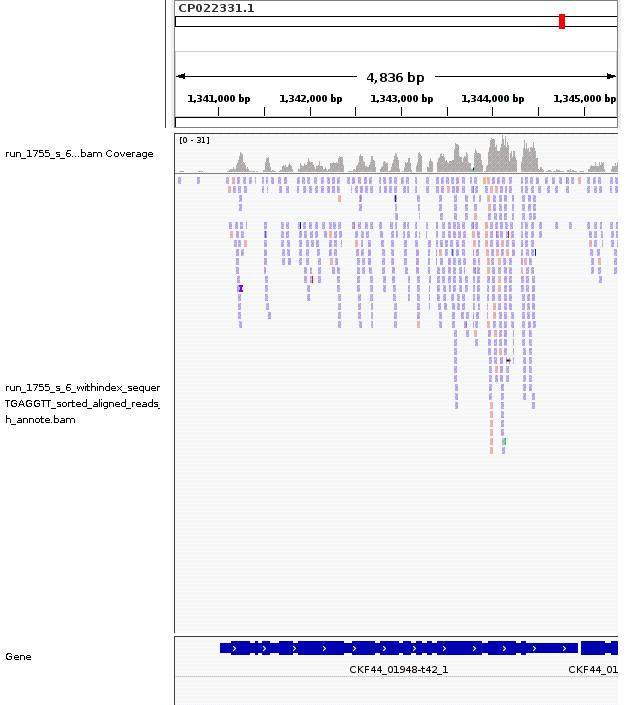 CP022331.1
4,836 bp
1,341,000 bp 1,342,000 bp 1,343,000 bp 1,344,000 bp 1,345,000 bp
[0 - 31]
run_1755_s_6...bam Coverage
run_1755_s_6_withindex_sequer
TGAGGTT_sorted_aligned_reads_
h_annote.bam
Gene
CKF44_01948-t42_1 CKF44_01